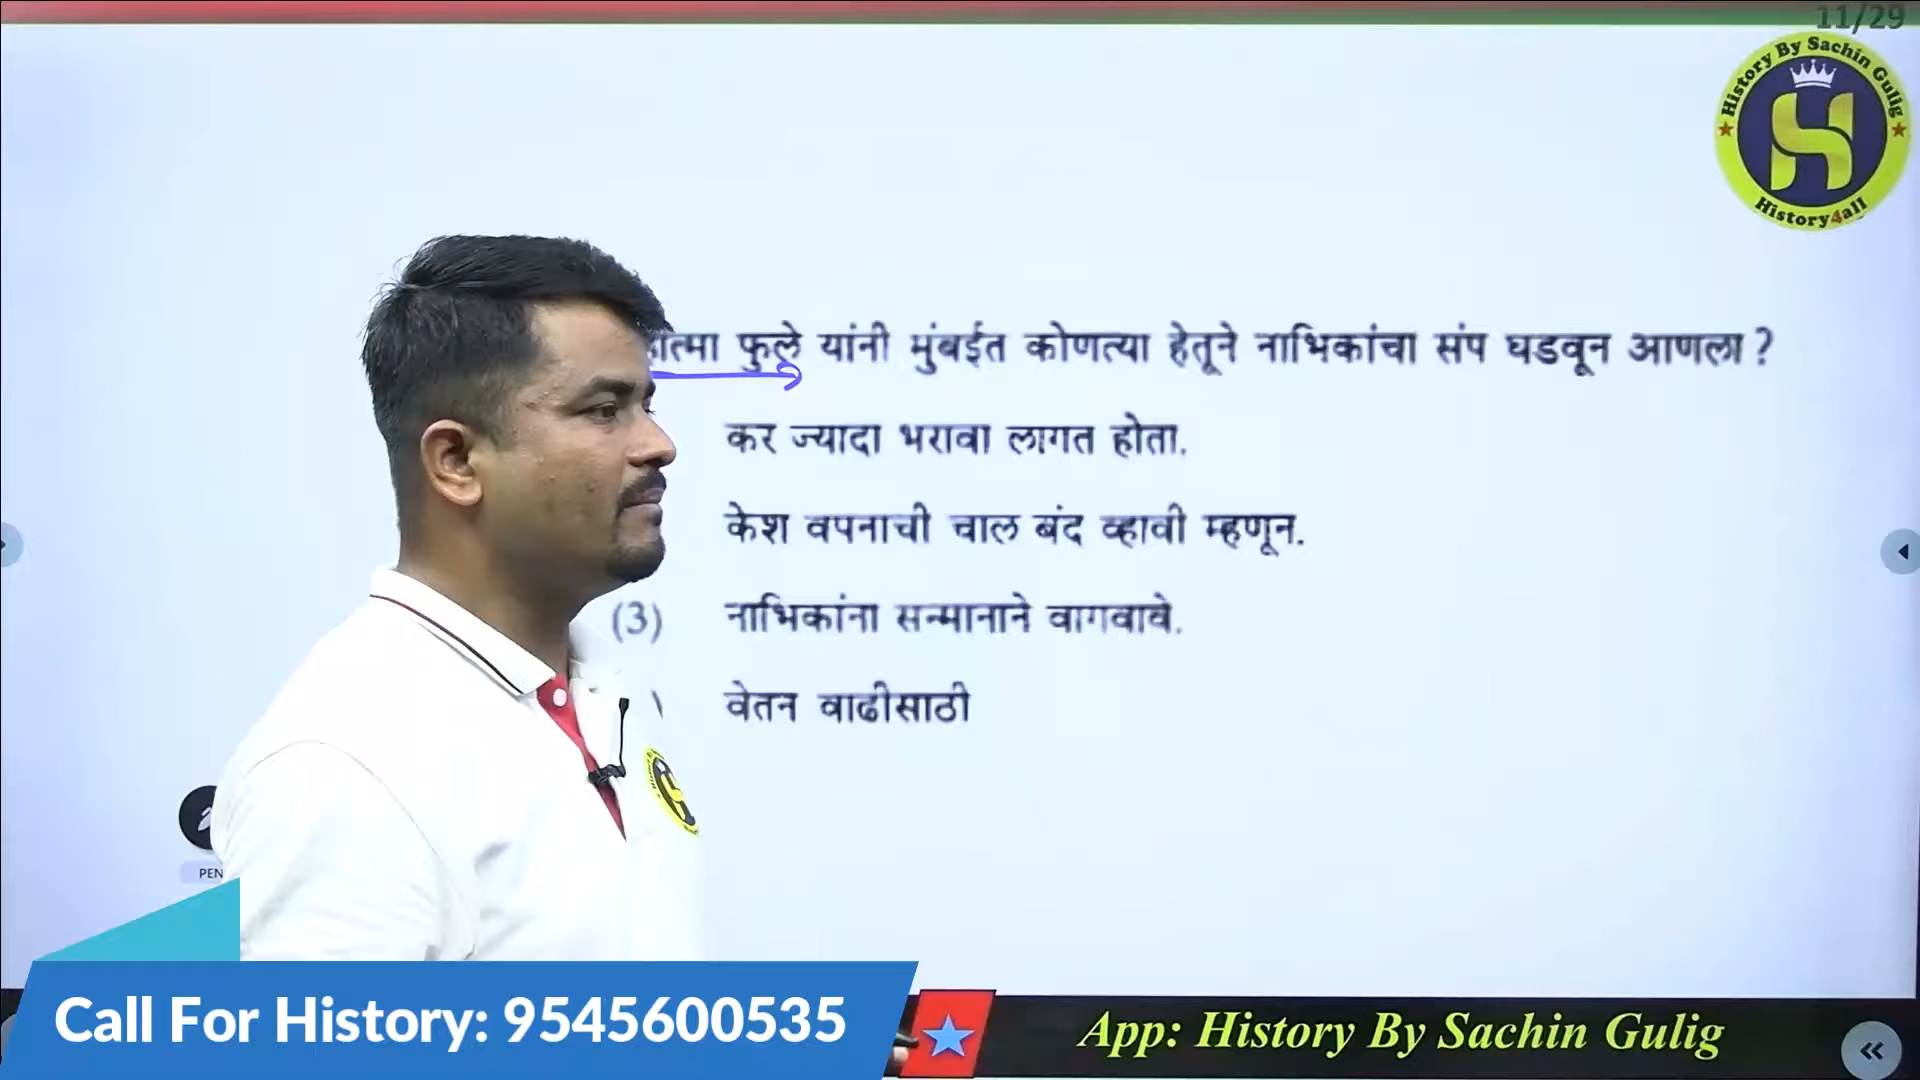 11/29
History By Sachin Gulig
History4all
फुले यांनी मुंबईत कोणत्या हेतूने नाभिकांचा संप घडवून आणला ?
कर ज्यादा भरावा लागत होता.
केश वपनाची चाल बंद व्हावी म्हणून.
(3) नाभिकांना सन्मानाने वागवावे.
) वेतन वाढीसाठी
PEN
Call For History: 9545600535
App: History By Sachin Gulig